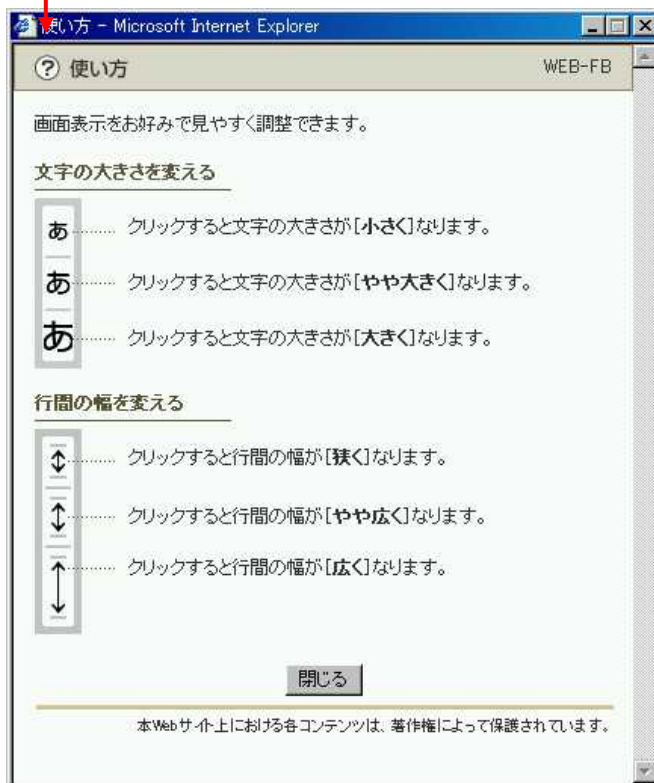 使い方 - Microsoft Internet Explorer
? 使い方 WEB-FB
画面表示をお好みで見やすく調整できます。
文字の大きさを変える
あ クリックすると文字の大きさが[小さく]なります。
あ クリックすると文字の大きさが[やや大きく]なります。
あ クリックすると文字の大きさが[大きく]なります。
行間の幅を変える
クリックすると行間の幅が[狭く]なります。
クリックすると行間の幅が[やや広く]なります。
クリックすると行間の幅が[広く]なります。
閉じる
本Webサイト上における各コンテンツは、著作権によって保護されています。